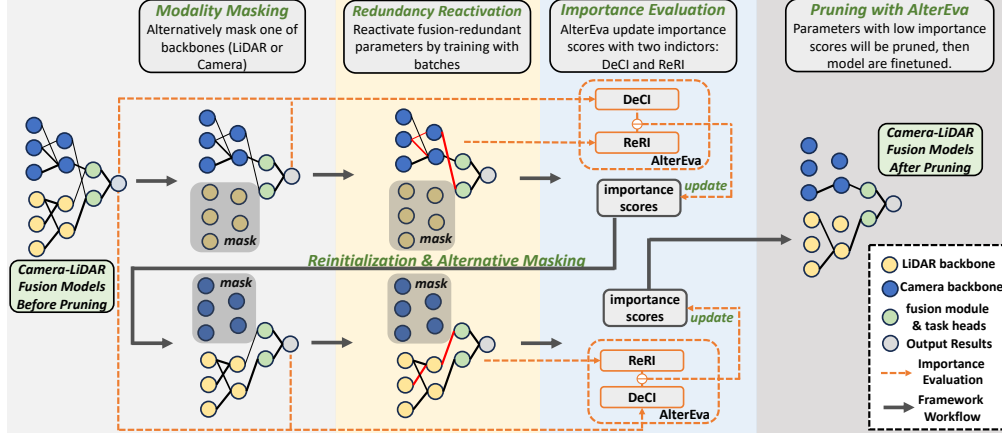 Modality Masking
Alternatively mask one of
backbones (LiDAR or
Camera)
Redundancy Reactivation
Reactivate fusion-redundant
parameters by training with
batches
Importance Evaluation
AlterEva update importance
scores with two indictors:
DeCI and ReRI
Pruning with AlterEva
Parameters with low importance
scores will be pruned, then
model are finetuned.
DeCI
ReRI
AlterEva
Camera-LiDAR
Fusion Models
After Pruning
importance
scores
update
mask
mask
Reinitialization & Alternative Masking
Camera-LiDAR
Fusion Models
Before Pruning
mask
mask
importance
scores
update
ReRI
DeCI
AlterEva
LiDAR backbone
Camera backbone
fusion module
& task heads
Output Results
Importance
Evaluation
Framework
Workflow